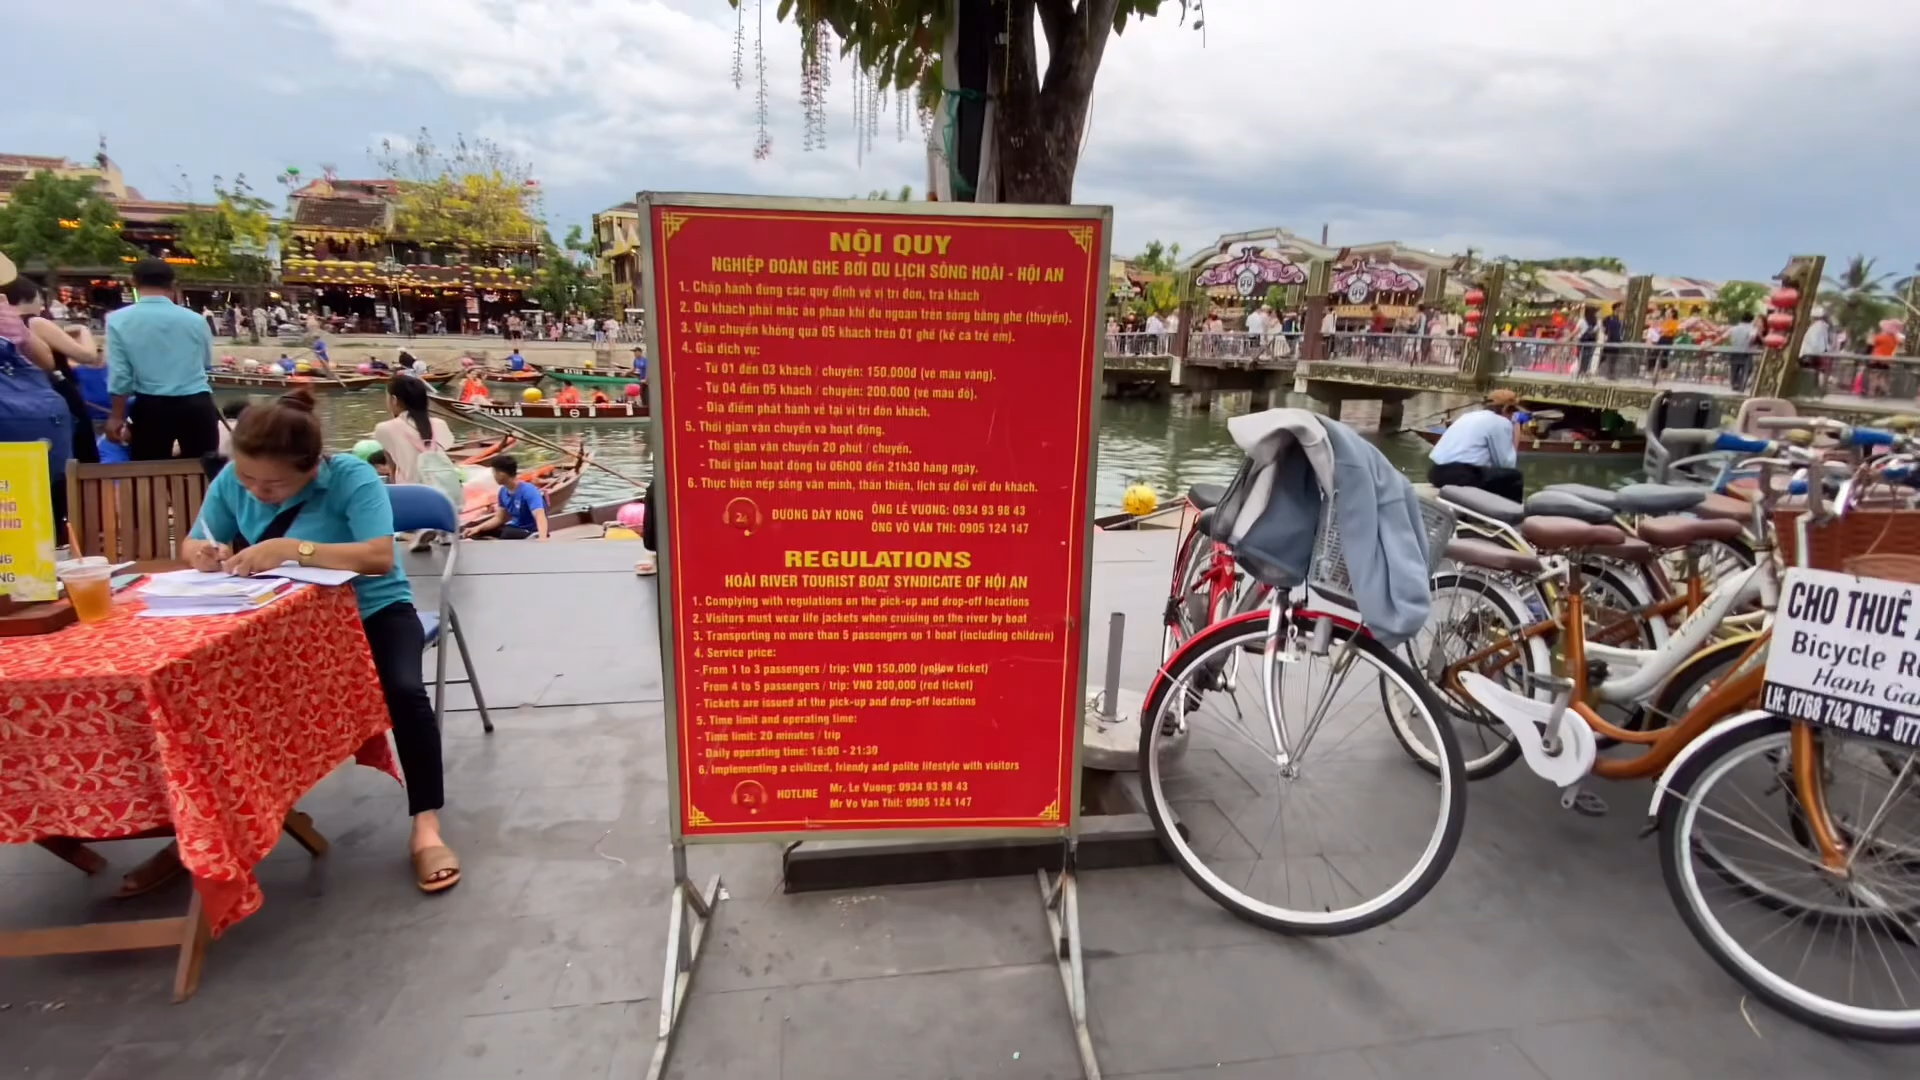 NỘI QUY
NGHIỆP ĐOÀN GHE BƠI DU LỊCH SÔNG HOÀI - HỘI AN
1. Chấp hành đúng các quy định về vị trí đón, trả khách
2. Du khách phải mặc áo phao khi du ngoạn trên sông bằng ghe (thuyền).
3. Vận chuyển không quá 05 khách trên 01 ghe (kể cả trẻ em).
4. Giá dịch vụ:
- Từ 01 đến 03 khách / chuyến: 150.000đ (vé màu vàng).
- Từ 04 đến 05 khách / chuyến: 200.000 (vé màu đỏ).
- Địa điểm phát hành vé tại vị trí đón khách.
5. Thời gian vận chuyển và hoạt động.
- Thời gian vận chuyển 20 phút / chuyến.
- Thời gian hoạt động từ 06h00 đến 21h30 hàng ngày.
6. Thực hiện nếp sống văn minh, thân thiện, lịch sự đối với du khách.
ĐƯỜNG DÂY NÓNG
ÔNG LÊ VƯƠNG: 0934 93 98 43
ÔNG VÕ VĂN THI: 0905 124 147
REGULATIONS
HOÀI RIVER TOURIST BOAT SYNDICATE OF HỘI AN
1. Complying with regulations on the pick-up and drop-off locations
2. Visitors must wear life jackets when cruising on the river by boat
3. Transporting no more than 5 passengers on 1 boat (including children)
4. Service price:
- From 1 to 3 passengers / trip: VND 150,000 (yellow ticket)
- From 4 to 5 passengers / trip: VND 200,000 (red ticket)
- Tickets are issued at the pick-up and drop-off locations
5. Time limit and operating time:
- Time limit: 20 minutes / trip
- Daily operating time: 16:00 - 21:30
6. Implementing a civilized, friendy and polite lifestyle with visitors
HOTLINE
Mr. Le Vuong: 0934 93 98 43
Mr Vo Van Thi: 0905 124 147
CHO THUÊ
Bicycle
Hạnh
LH: 0768 742 045 - 077